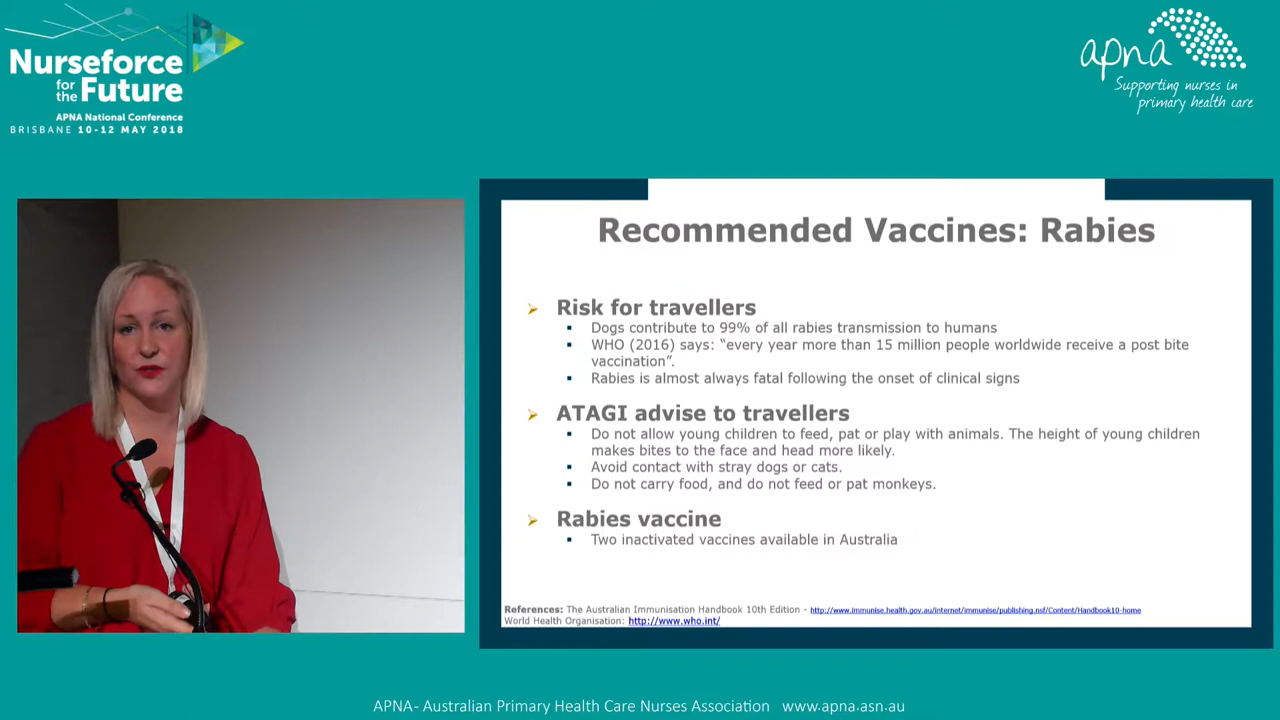 Nurseforce
for the Future
APNA National Conference
BRISBANE 10-12 MAY 2018
apna
Supporting nurses in
primary health care
Recommended Vaccines: Rabies
Risk for travellers
Dogs contribute to 99% of all rabies transmission to humans
WHO (2016) says: “every year more than 15 million people worldwide receive a post bite
vaccination”.
Rabies is almost always fatal following the onset of clinical signs
ATAGI advise to travellers
Do not allow young children to feed, pat or play with animals. The height of young children
makes bites to the face and head more likely.
Avoid contact with stray dogs or cats.
Do not carry food, and do not feed or pat monkeys.
Rabies vaccine
Two inactivated vaccines available in Australia
References: The Australian Immunisation Handbook 10th Edition - http://www.immunise.health.gov.au/internet/immunise/publishing.nsf/Content/Handbook10-home
World Health Organisation: http://www.who.int/
APNA- Australian Primary Health Care Nurses Association www.apna.asn.au